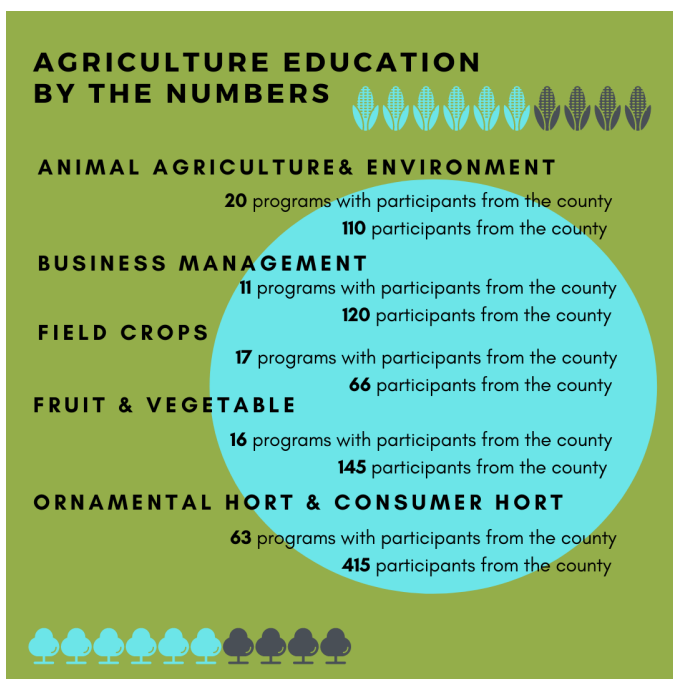 AGRICULTURE EDUCATION
BY THE NUMBERS
ANIMAL AGRICULTURE& ENVIRONMENT
20 programs with participants from the county
110 participants from the county
BUSINESS MANAGEMENT
11 programs with participants from the county
120 participants from the county
FIELD CROPS
17 programs with participants from the county
66 participants from the county
FRUIT & VEGETABLE
16 programs with participants from the county
145 participants from the county
ORNAMENTAL HORT & CONSUMER HORT
63 programs with participants from the county
415 participants from the county